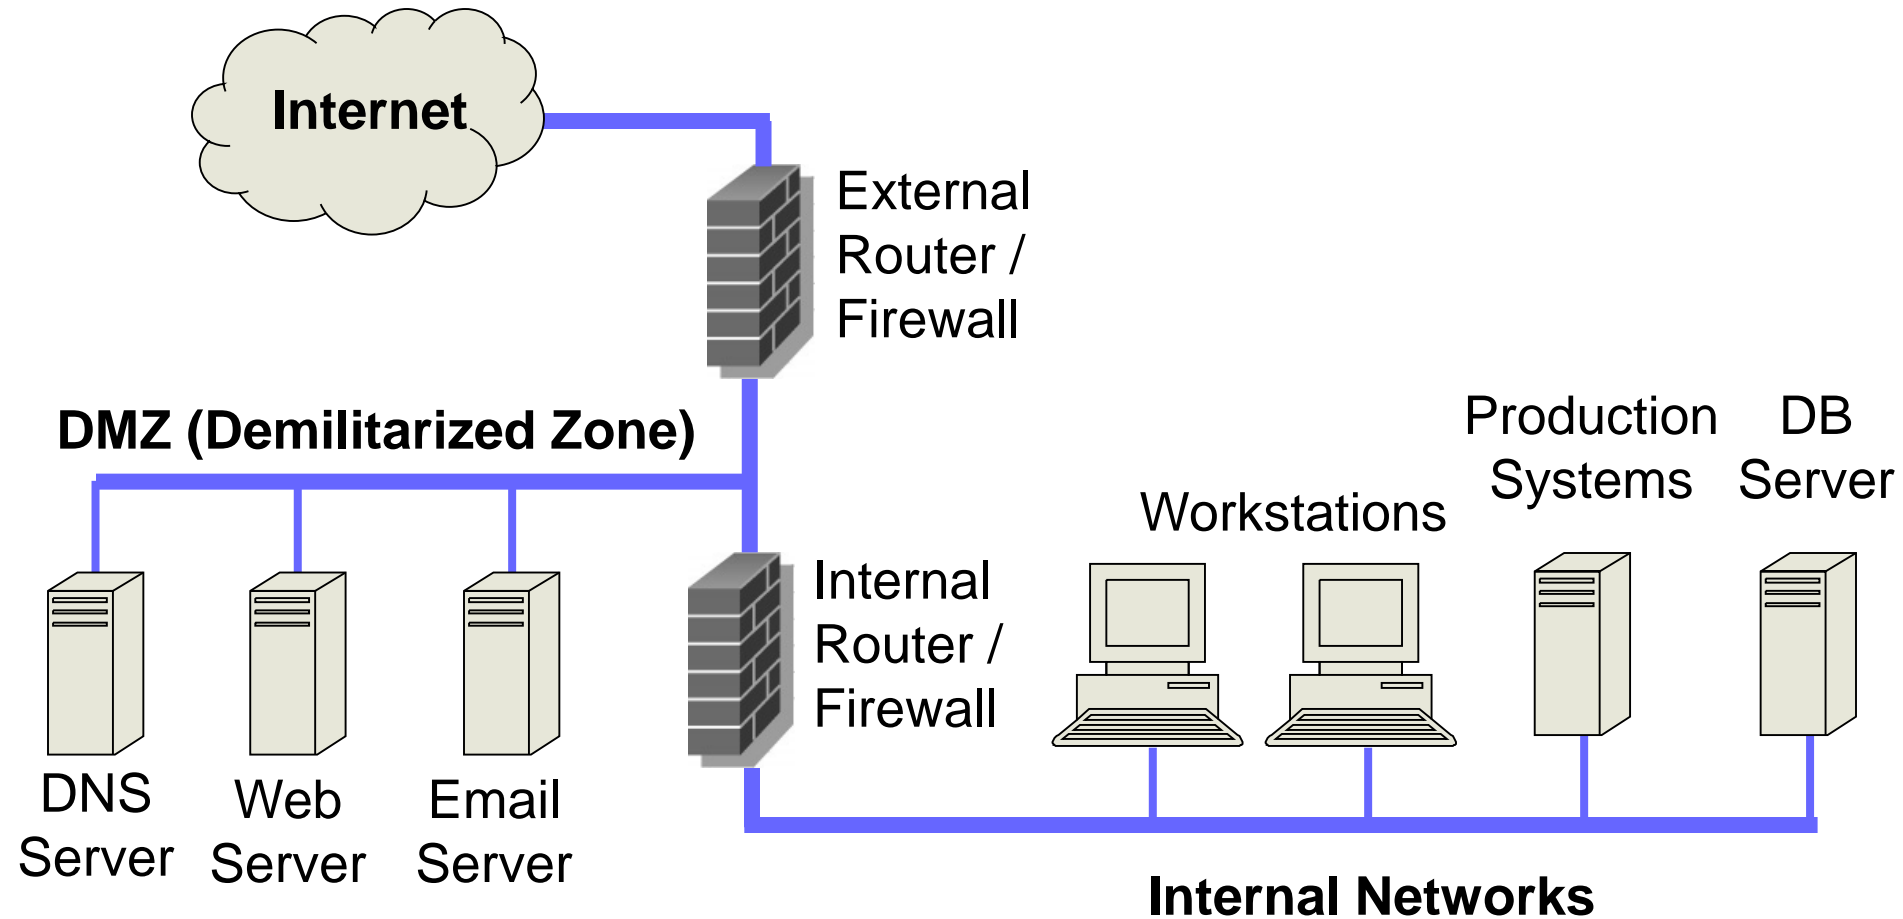 Internet
External
Router /
Firewall
DMZ (Demilitarized Zone)
Production
Systems
DB
Server
Workstations
Internal
Router /
Firewall
DNS
Server
Web
Server
Email
Server
Internal Networks